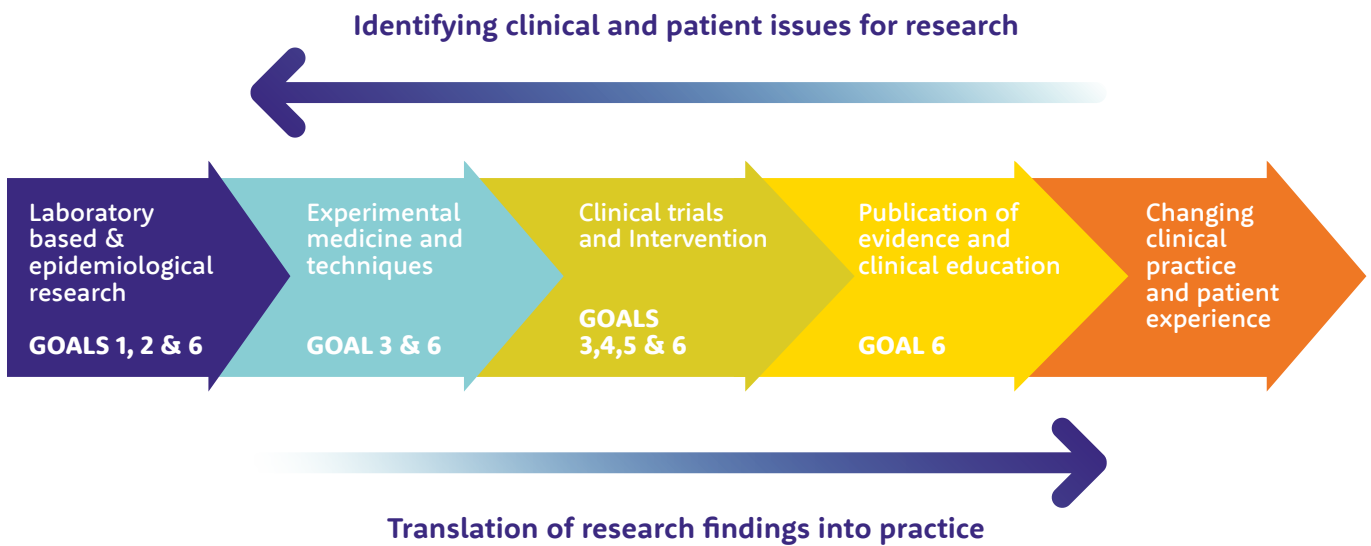 Identifying clinical and patient issues for research
Laboratory
based &
epidemiological
research
GOALS 1, 2 & 6
Experimental
medicine and
techniques
GOAL 3 & 6
Clinical trials
and Intervention
GOALS
3,4,5 & 6
Publication of
evidence and
clinical education
GOAL 6
Changing
clinical
practice
and patient
experience
Translation of research findings into practice